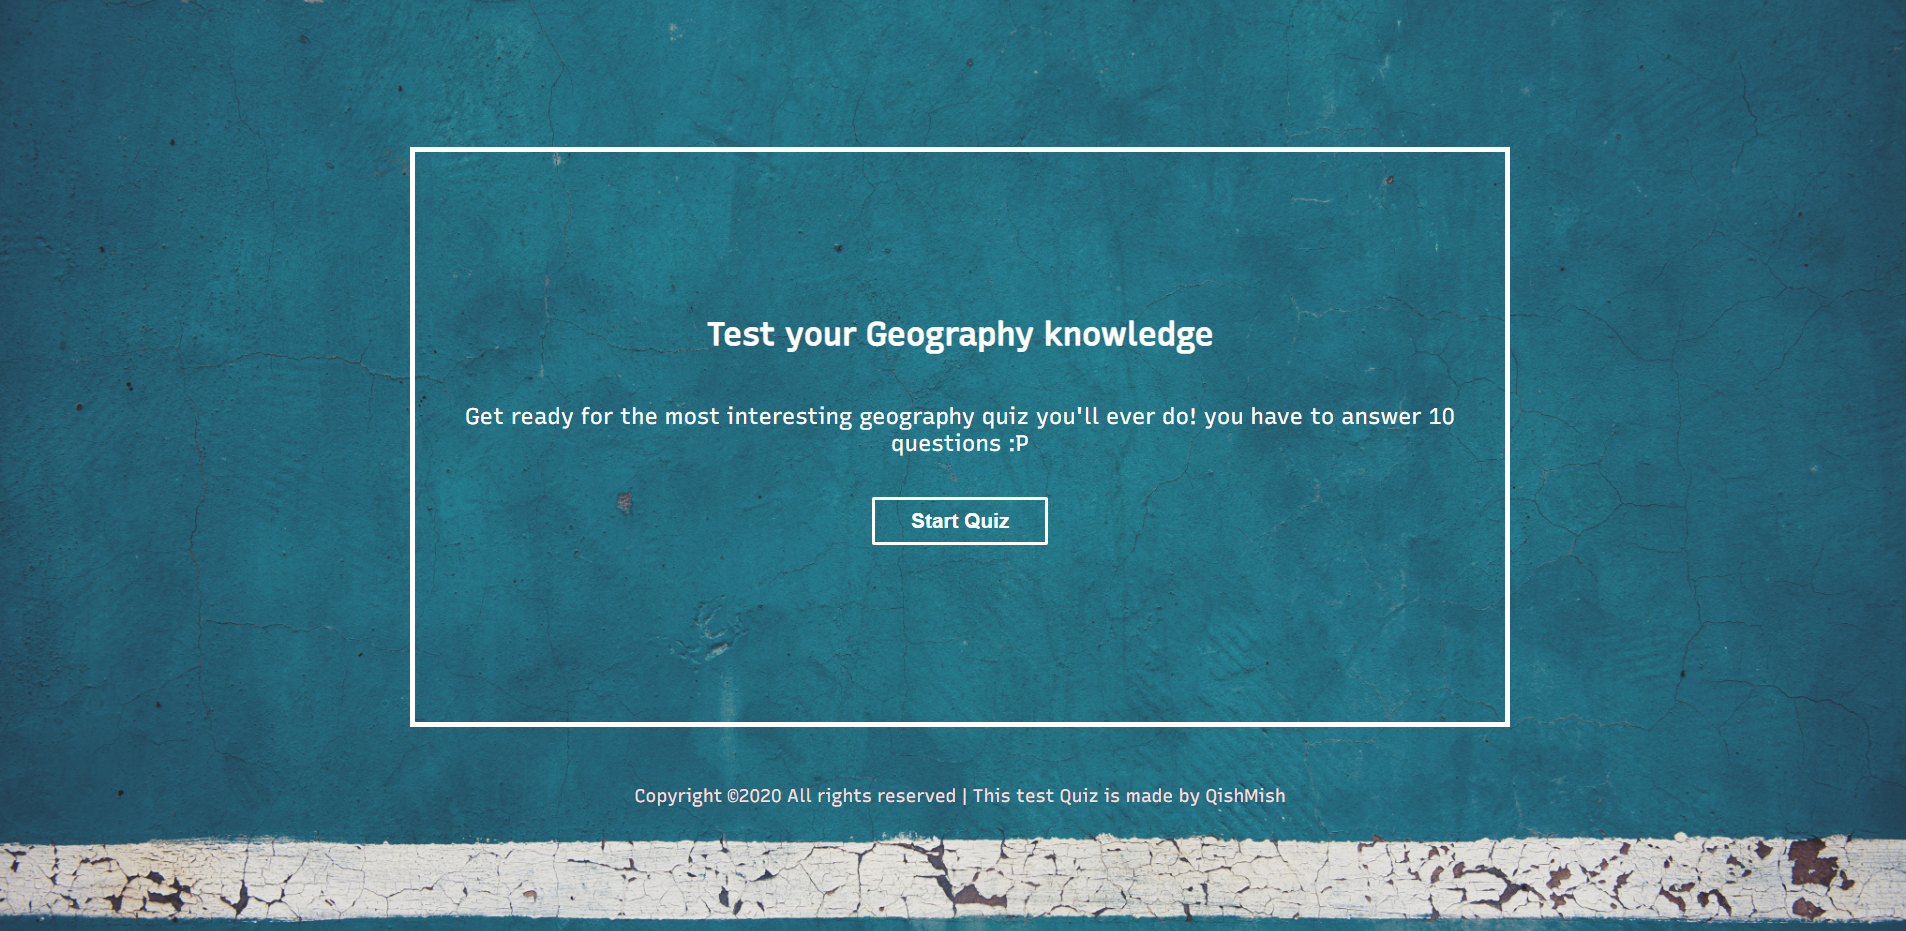 Test your Geography knowledge
Get ready for the most interesting geography quiz you'll ever do! you have to answer 10
questions :P
Start Quiz
Copyright ©2020 All rights reserved | This test Quiz is made by QishMish